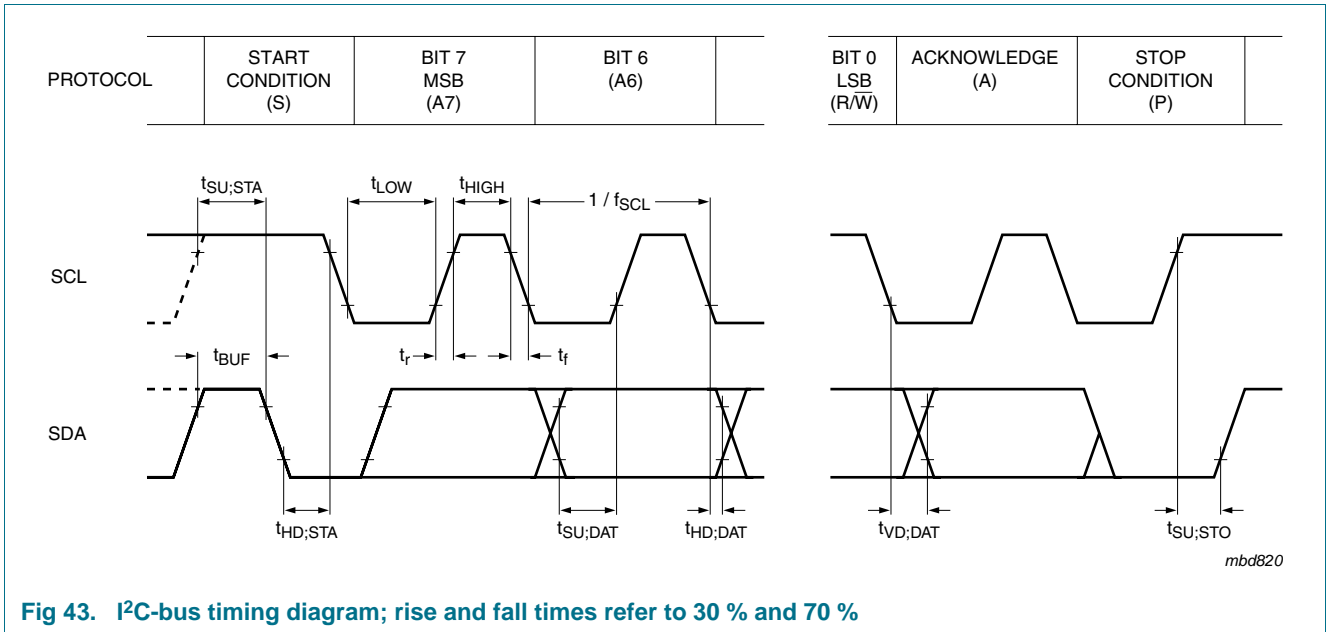 PROTOCOL
START
CONDITION
(S)
BIT 7
MSB
(A7)
BIT 6
(A6)
BIT 0
LSB
(R/W̅)
ACKNOWLEDGE
(A)
STOP
CONDITION
(P)
tSU;STA
tLOW
tHIGH
1 / fSCL
SCL
tBUF
tr
tf
SDA
tHD;STA
tSU;DAT
tHD;DAT
tVD;DAT
tSU;STO
mbd820
Fig 43. I²C-bus timing diagram; rise and fall times refer to 30 % and 70 %